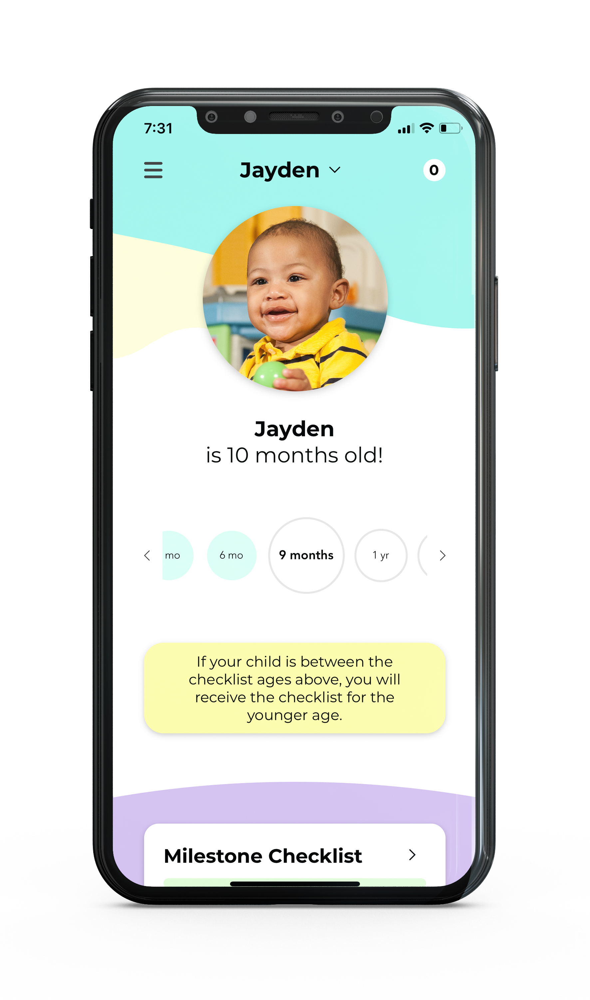 7:31
Jayden
0
Jayden
is 10 months old!
mo
6 mo
9 months
1 yr
If your child is between the
checklist ages above, you will
receive the checklist for the
younger age.
Milestone Checklist